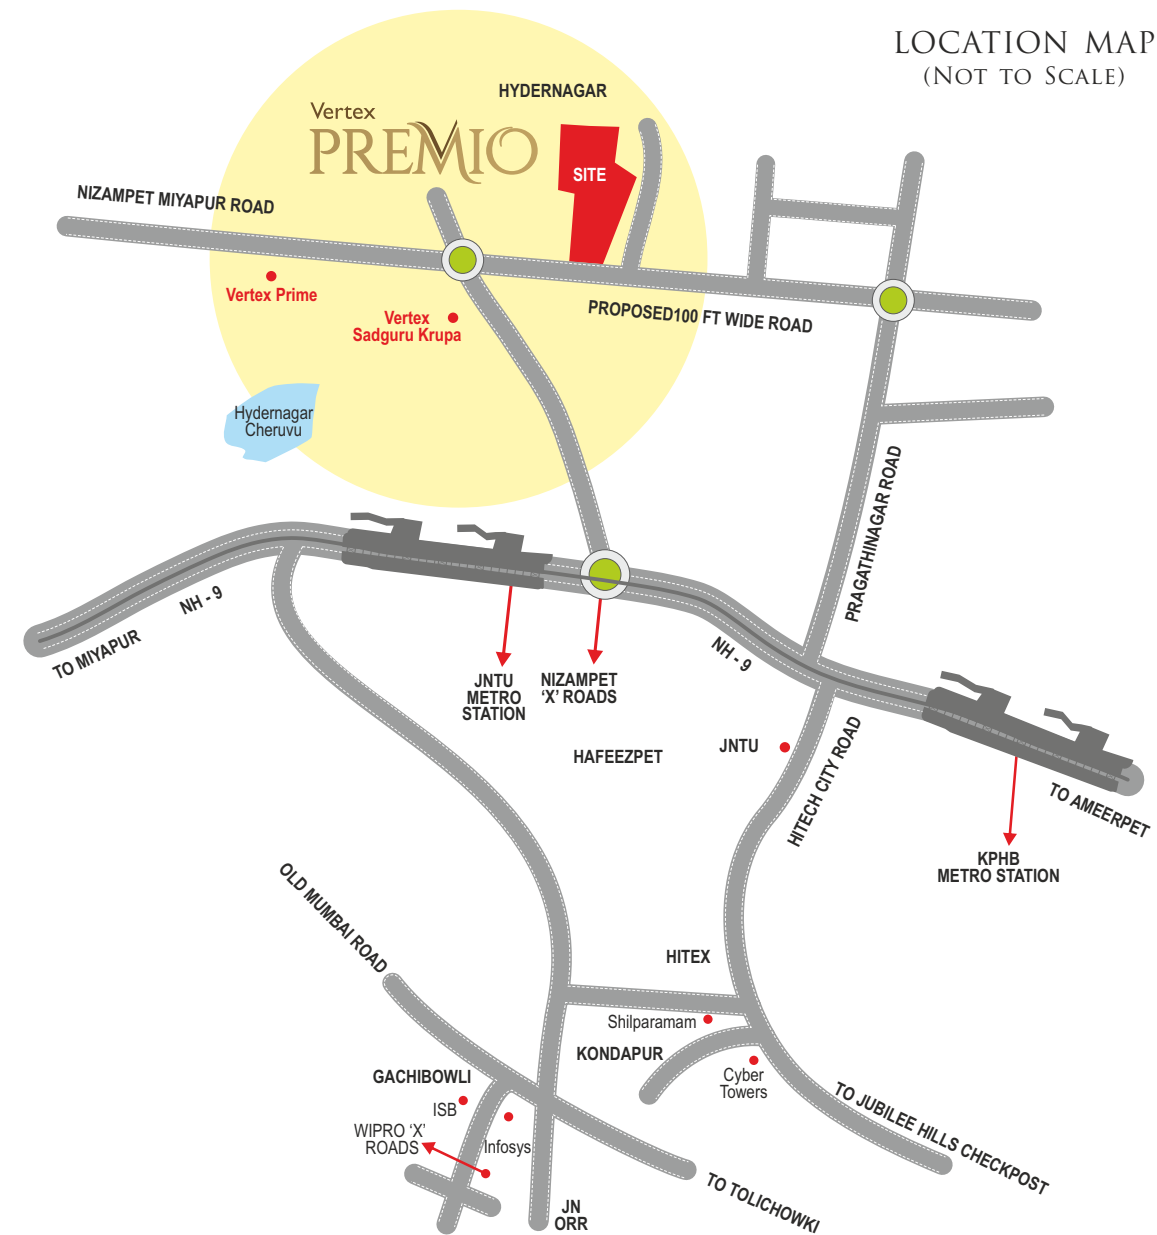 LOCATION MAP
(NOT TO SCALE)
HYDERNAGAR
Vertex
PREMIO
SITE
NIZAMPET MIYAPUR ROAD
Vertex Prime
Vertex
Sadguru Krupa
PROPOSED100 FT WIDE ROAD
Hydernagar
Cheruvu
PRAGATHINAGAR ROAD
NH - 9
TO MIYAPUR
JNTU
METRO
STATION
NIZAMPET
‘X’ ROADS
NH - 9
HAFEEZPET
JNTU
HITECH CITY ROAD
TO AMEERPET
KPHB
METRO STATION
OLD MUMBAI ROAD
HITEX
Shilparamam
KONDAPUR
Cyber
Towers
GACHIBOWLI
ISB
WIPRO ‘X’
ROADS
Infosys
TO JUBILEE HILLS CHECKPOST
TO TOLICHOWKI
JN
ORR